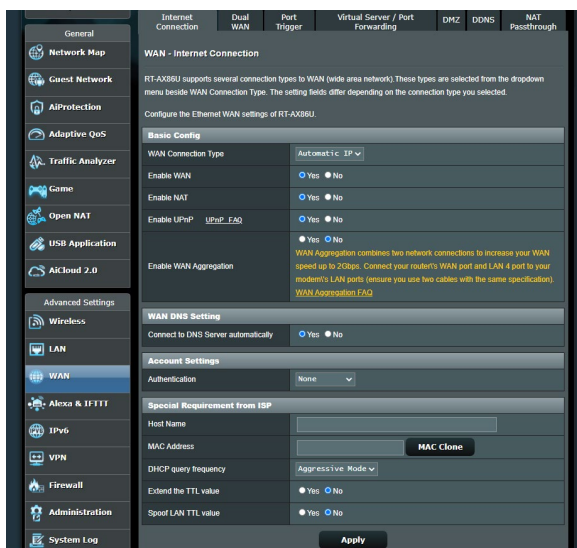 General
Network Map
Guest Network
AiProtection
Adaptive QoS
Traffic Analyzer
Game
Open NAT
USB Application
AiCloud 2.0
Advanced Settings
Wireless
LAN
WAN
Alexa & IFTTT
IPv6
VPN
Firewall
Administration
System Log
Internet Connection
Dual WAN
Port Trigger
Virtual Server / Port Forwarding
DMZ
DDNS
NAT Passthrough
WAN - Internet Connection
RT-AX86U supports several connection types to WAN (wide area network).These types are selected from the dropdown
menu beside WAN Connection Type. The setting fields differ depending on the connection type you selected.
Configure the Ethernet WAN settings of RT-AX86U.
Basic Config
WAN Connection Type Automatic IP
Enable WAN Yes No
Enable NAT Yes No
Enable UPnP UPnP FAQ Yes No
Enable WAN Aggregation Yes No
WAN Aggregation combines two network connections to increase your WAN
speed up to 2Gbps. Connect your router\'s WAN port and LAN 4 port to your
modem\'s LAN ports (ensure you use two cables with the same specification).
WAN Aggregation FAQ
WAN DNS Setting
Connect to DNS Server automatically Yes No
Account Settings
Authentication None
Special Requirement from ISP
Host Name
MAC Address MAC Clone
DHCP query frequency Aggressive Mode
Extend the TTL value Yes No
Spoof LAN TTL value Yes No
Apply